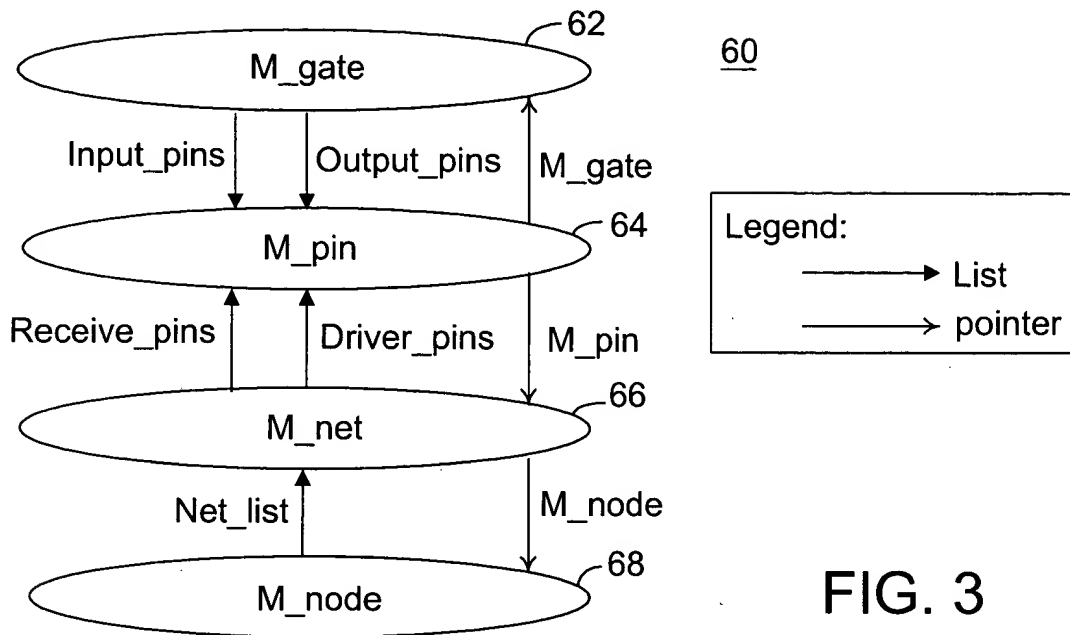 62
60
M_gate
Input_pins
Output_pins
M_gate
64
M_pin
Legend:
List
pointer
Receive_pins
Driver_pins
M_pin
66
M_net
Net_list
M_node
68
M_node
FIG. 3